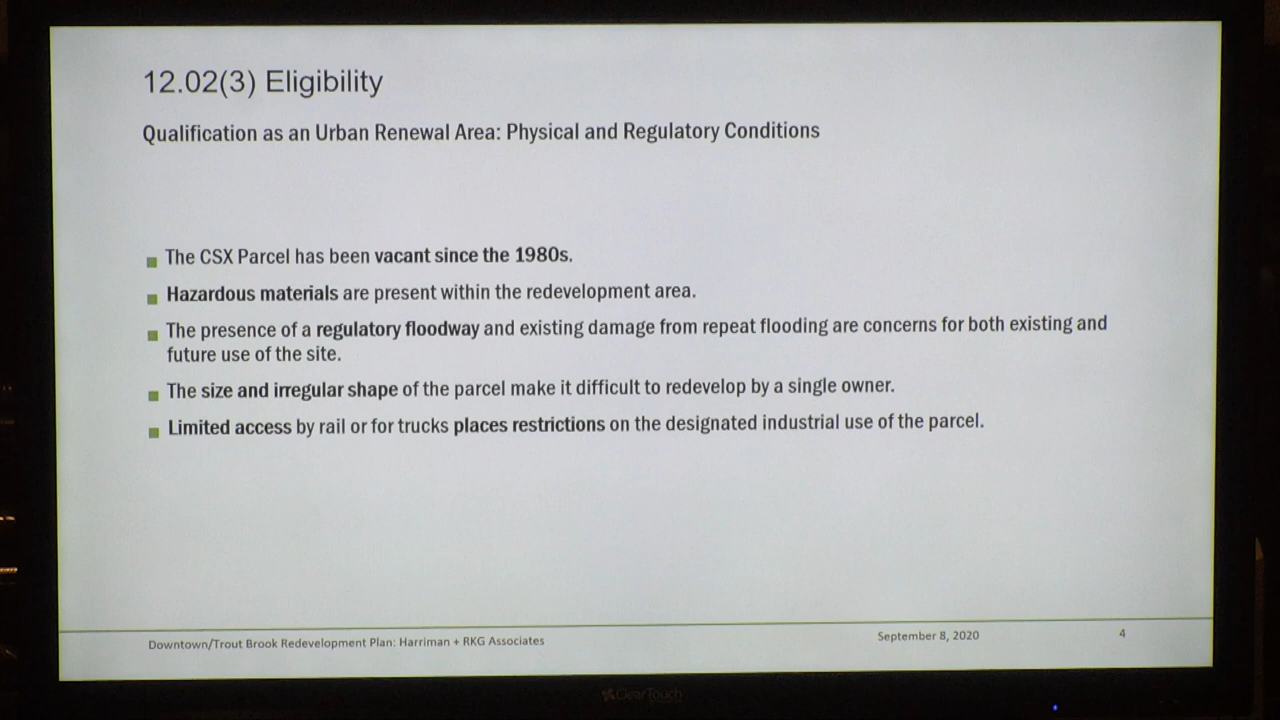 12.02(3) Eligibility
Qualification as an Urban Renewal Area: Physical and Regulatory Conditions
The CSX Parcel has been vacant since the 1980s.
Hazardous materials are present within the redevelopment area.
The presence of a regulatory floodway and existing damage from repeat flooding are concerns for both existing and
future use of the site.
The size and irregular shape of the parcel make it difficult to redevelop by a single owner.
Limited access by rail or for trucks places restrictions on the designated industrial use of the parcel.
Downtown/Trout Brook Redevelopment Plan: Harriman + RKG Associates
September 8, 2020
4
ClearTouch